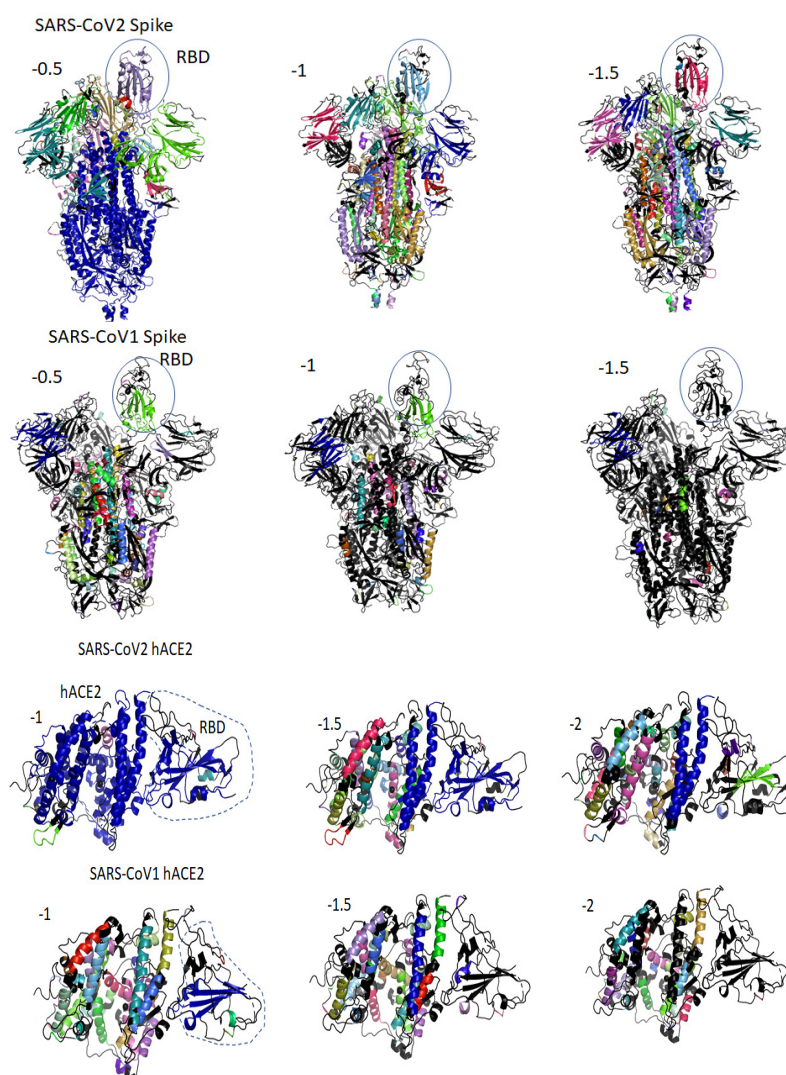 SARS-CoV2 Spike
RBD
-0.5
-1
-1.5
SARS-CoV1 Spike
RBD
-0.5
-1
-1.5
SARS-CoV2 hACE2
hACE2
RBD
-1
-1.5
-2
SARS-CoV1 hACE2
-1
-1.5
-2